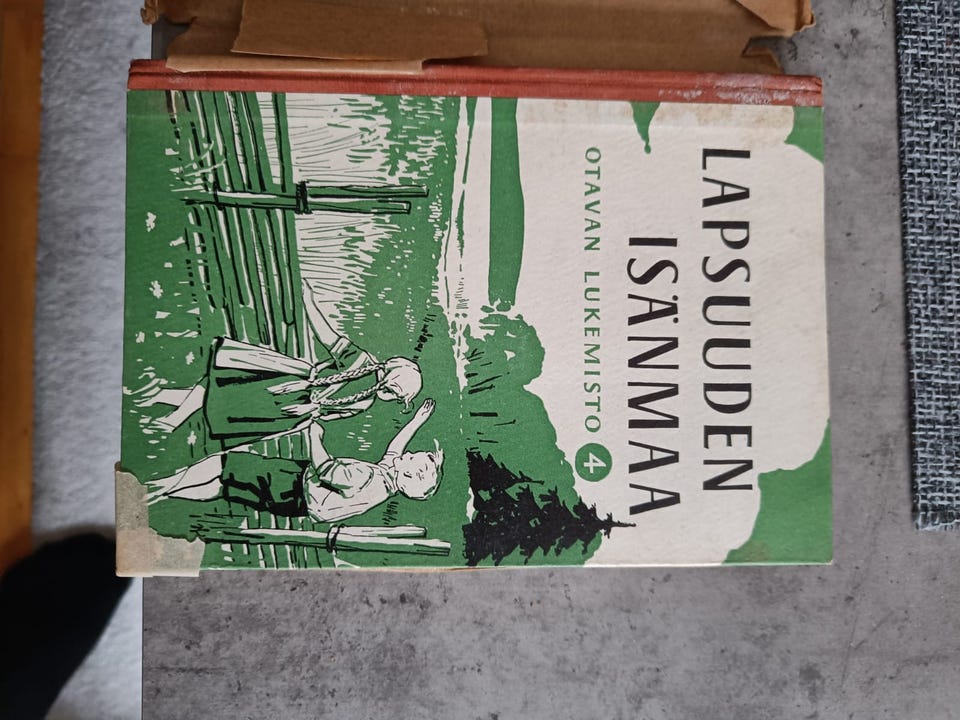 LAPSUUDEN
ISÄNMAA
OTAVAN LUKEMISTO 4